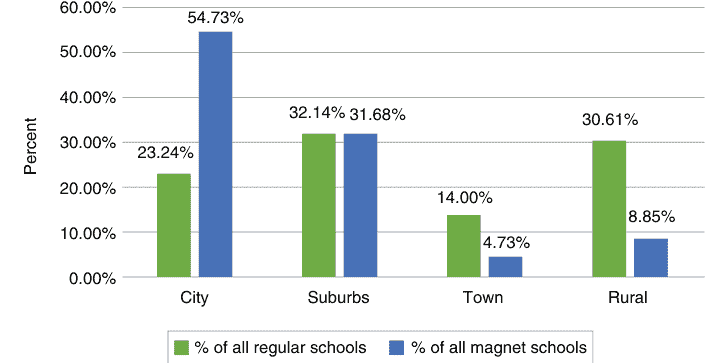 60.00%
50.00%
40.00%
30.00%
20.00%
10.00%
0.00%
Percent
23.24%
54.73%
32.14%
31.68%
14.00%
4.73%
30.61%
8.85%
City
Suburbs
Town
Rural
% of all regular schools
% of all magnet schools